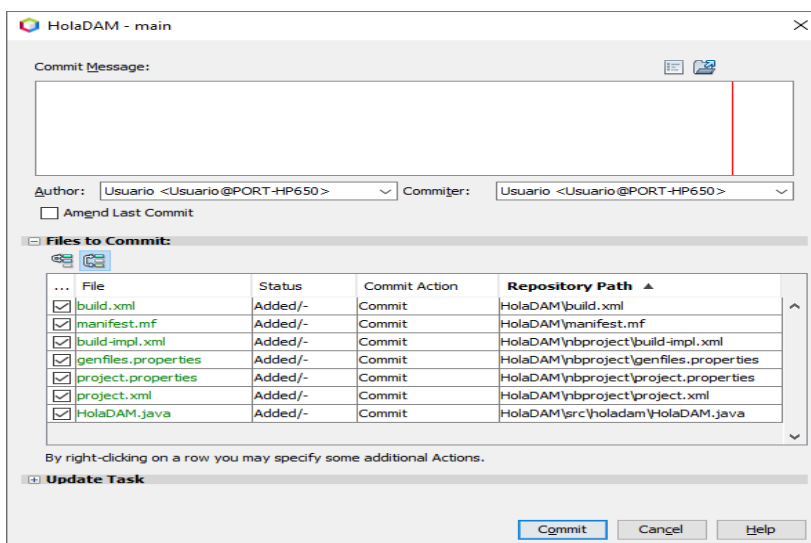 HolaDAM - main
Commit Message:
Author: Usuario <Usuario@PORT-HP650> Commiter: Usuario <Usuario@PORT-HP650>
Amend Last Commit
Files to Commit:
... File Status Commit Action Repository Path
build.xml Added/- Commit HolaDAM\build.xml
manifest.mf Added/- Commit HolaDAM\manifest.mf
build-impl.xml Added/- Commit HolaDAM\nbproject\build-impl.xml
genfiles.properties Added/- Commit HolaDAM\nbproject\genfiles.properties
project.properties Added/- Commit HolaDAM\nbproject\project.properties
project.xml Added/- Commit HolaDAM\nbproject\project.xml
HolaDAM.java Added/- Commit HolaDAM\src\holadam\HolaDAM.java
By right-clicking on a row you may specify some additional Actions.
Update Task
Commit Cancel Help